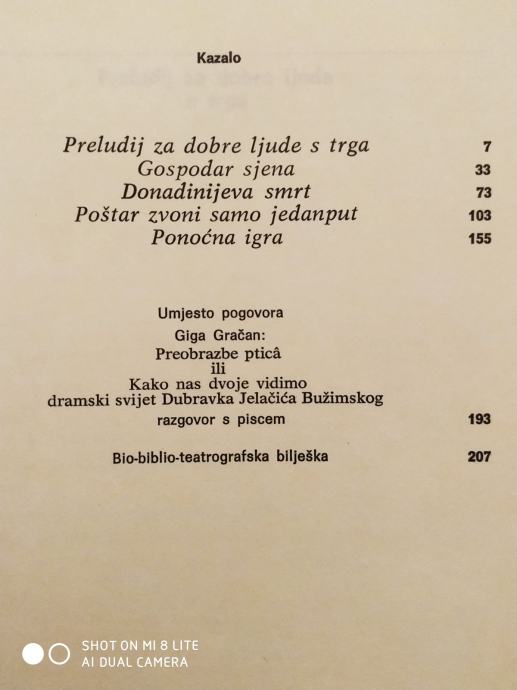 Kazalo
Preludij za dobre ljude s trga 7
Gospodar sjena 33
Donadinijeva smrt 73
Poštar zvoni samo jedanput 103
Ponoćna igra 155
Umjesto pogovora
Giga Gračan:
Preobrazbe pticâ
ili
Kako nas dvoje vidimo
dramski svijet Dubravka Jelačića Bužimskog
razgovor s piscem 193
Bio-biblio-teatrografska bilješka 207
SHOT ON MI 8 LITE
AI DUAL CAMERA